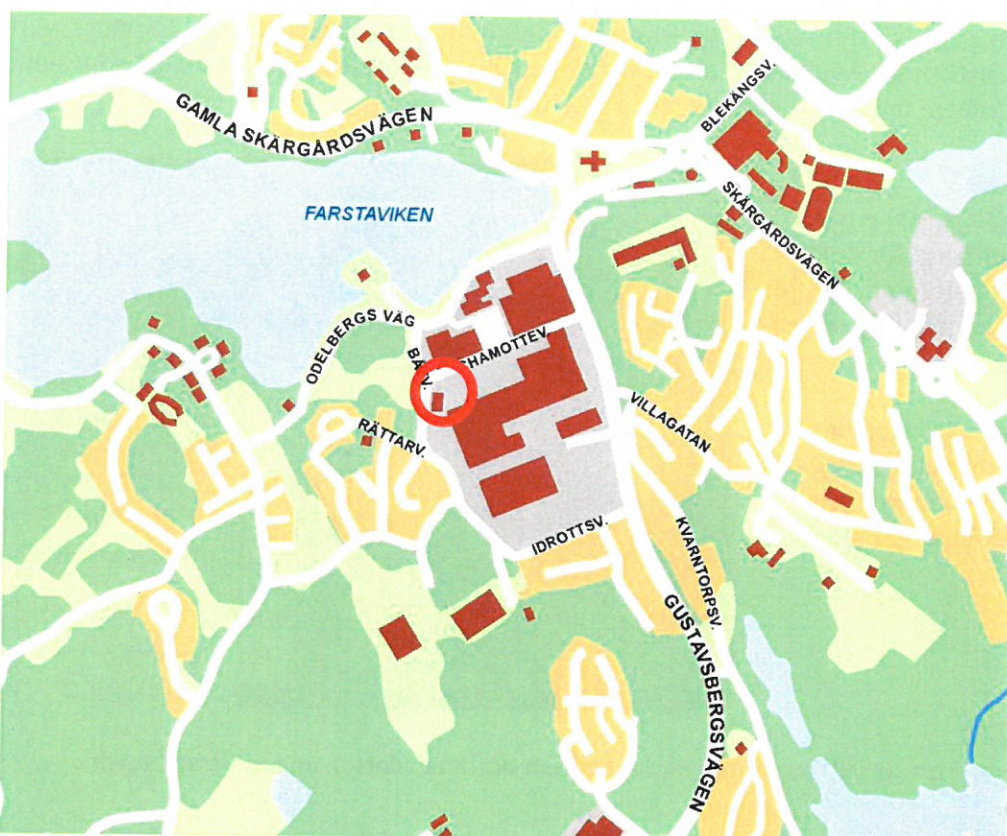 BLEKÄNGSV.
GAMLA SKÄRGÅRDSVÄGEN
FARSTAVIKEN
SKÄRGÅRDSVÄGEN
ODELBERGS VÄG
CHAMOTTEV.
RÄTTARV.
VILLAGATAN
IDROTTSV.
KVARNTORPSV.
GUSTAVSBERGSVÄGEN